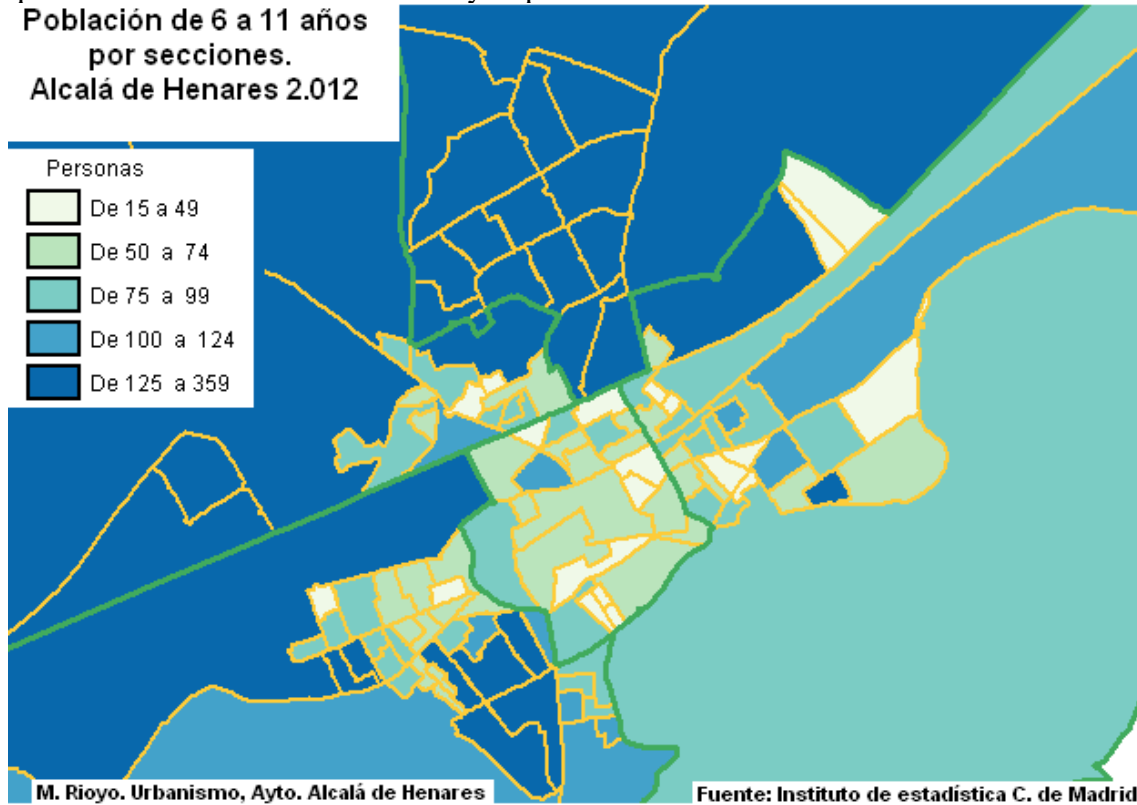 Población de 6 a 11 años
por secciones.
Alcalá de Henares 2.012
Personas
De 15 a 49
De 50 a 74
De 75 a 99
De 100 a 124
De 125 a 359
M. Rioyo. Urbanismo, Ayto. Alcalá de Henares
Fuente: Instituto de estadística C. de Madrid